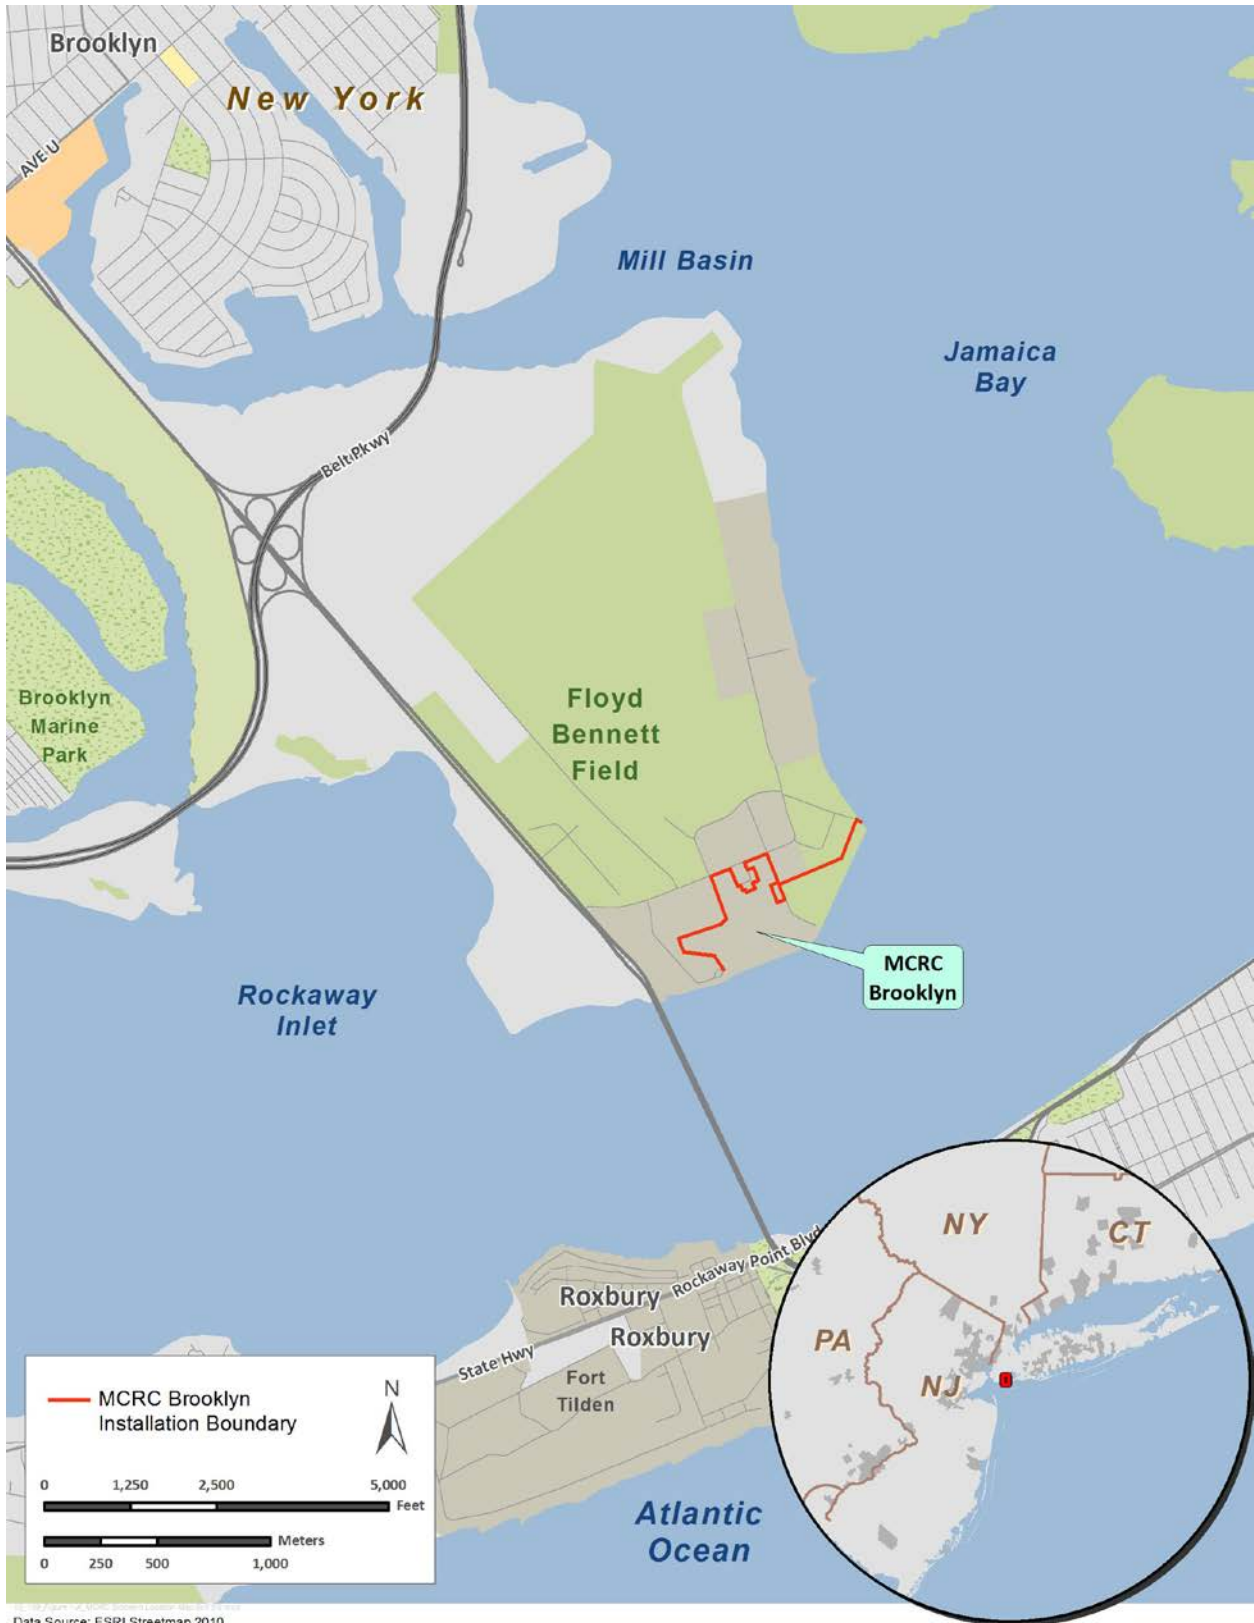 Brooklyn
New York
AVE U
Mill Basin
Jamaica
Bay
Belt Pkwy
Brooklyn
Marine
Park
Floyd
Bennett
Field
MCRC
Brooklyn
Rockaway
Inlet
NY
CT
PA
NJ
Rockaway Point Blvd
Roxbury
Roxbury
State Hwy
Fort
Tilden
Atlantic
Ocean
MCRC Brooklyn
Installation Boundary
N
0 1,250 2,500 5,000
Feet
Meters
0 250 500 1,000
Data Source: ESRI Streetmap 2010